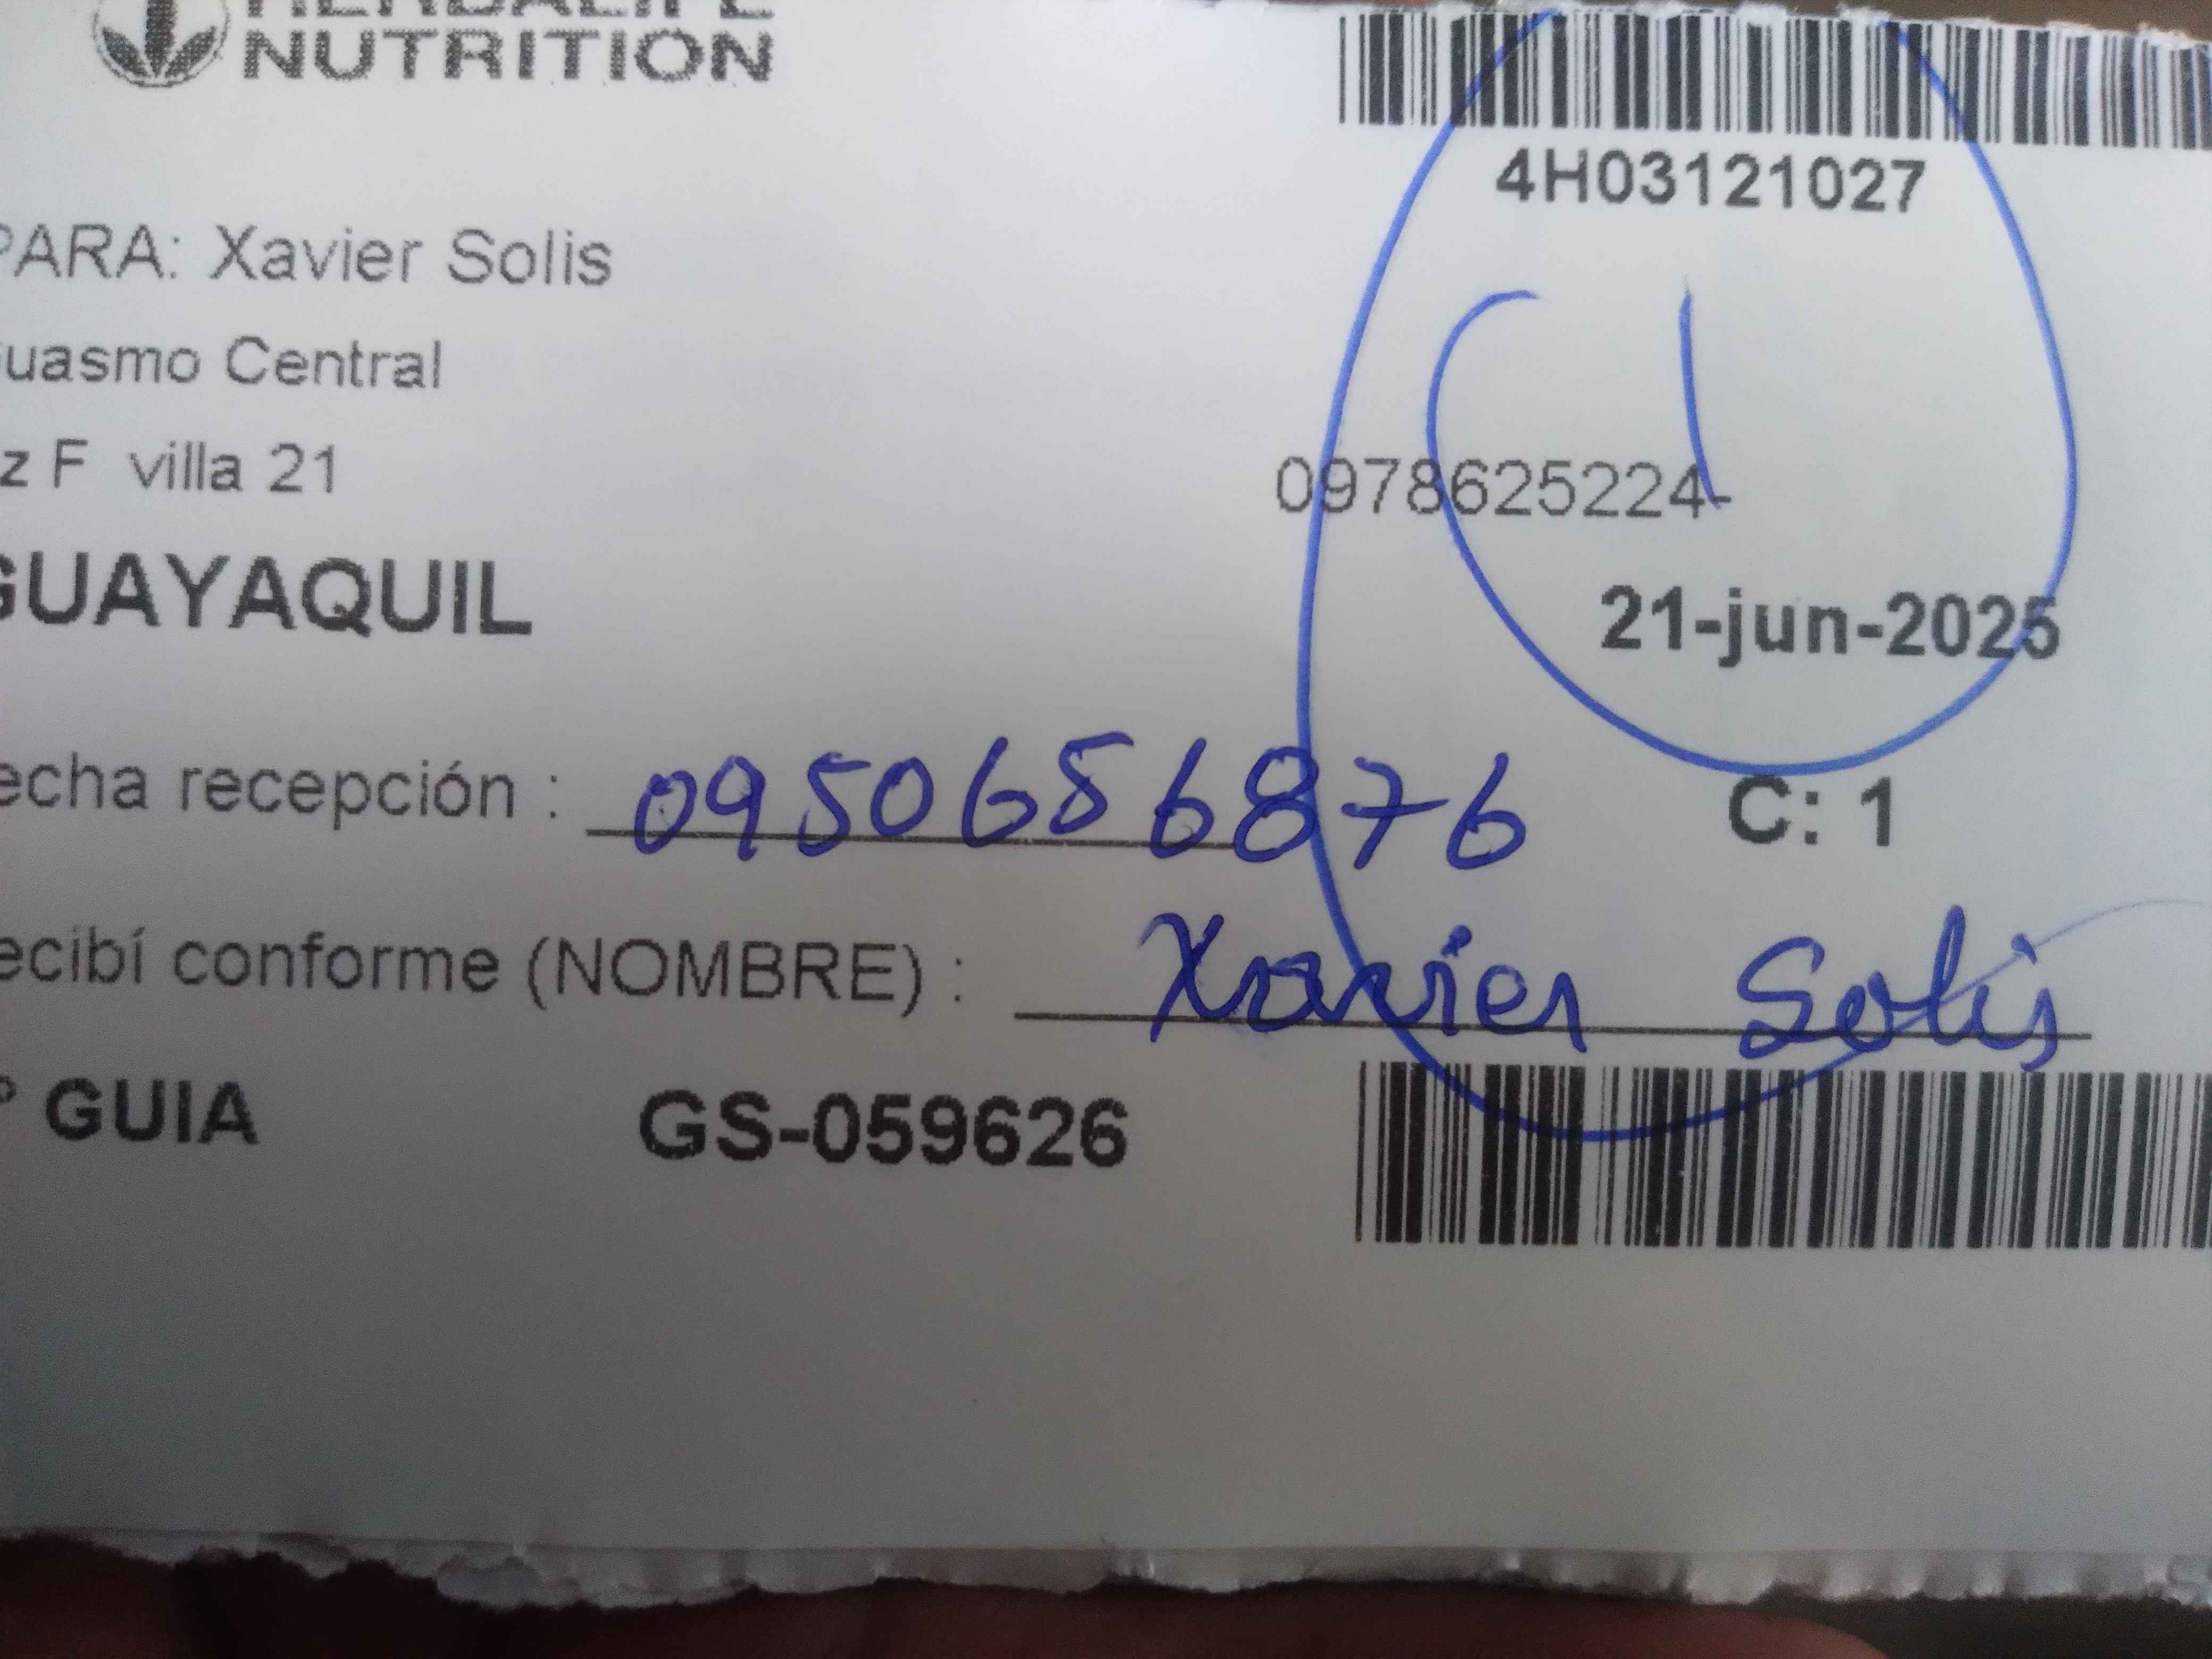 HERBALIFE
NUTRITION
4H03121027
PARA: Xavier Solis
uasmo Central
z F villa 21
0978625224-
GUAYAQUIL
21-jun-2025
echa recepción : 0950656876
C: 1
ecibí conforme (NOMBRE) : Xavier Solis
° GUIA GS-059626